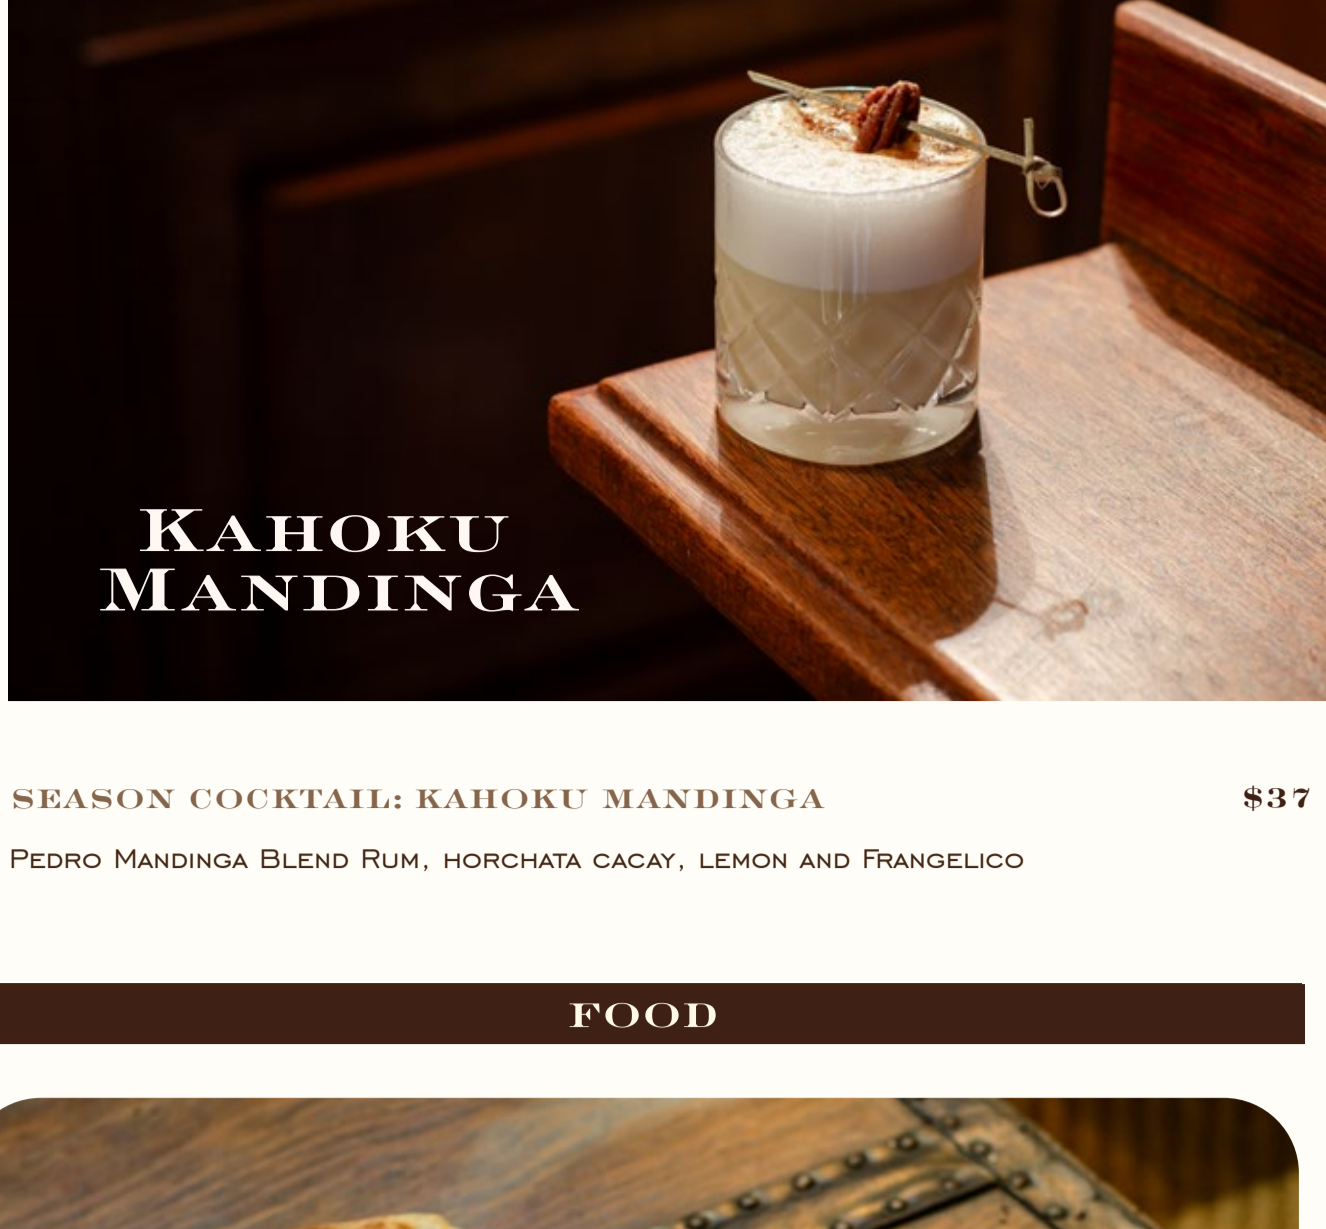 Kahoku
Mandinga
SEASON COCKTAIL: KAHOKU MANDINGA $37
Pedro Mandinga Blend Rum, horchata cacay, lemon and Frangelico
FOOD